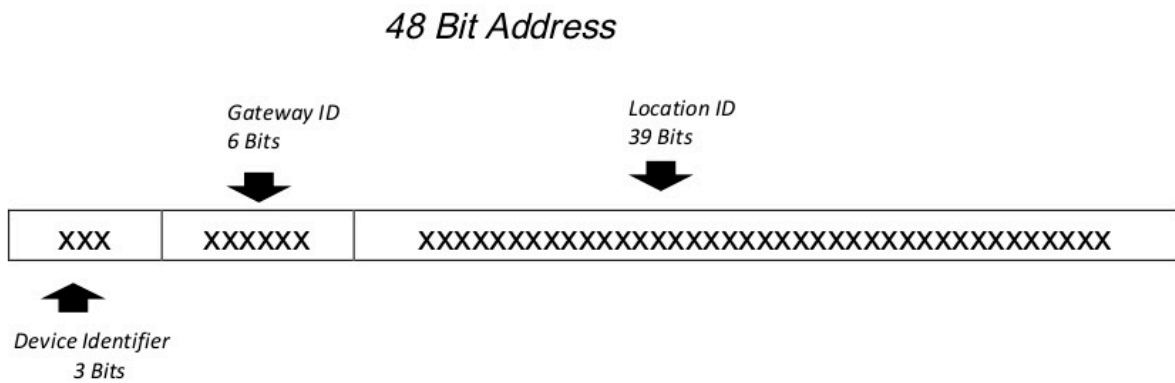 48 Bit Address
Gateway ID
6 Bits
Location ID
39 Bits
XXX
XXXXXX
XXXXXXXXXXXXXXXXXXXXXXXXXXXXXXXXXXXXXXX
Device Identifier
3 Bits